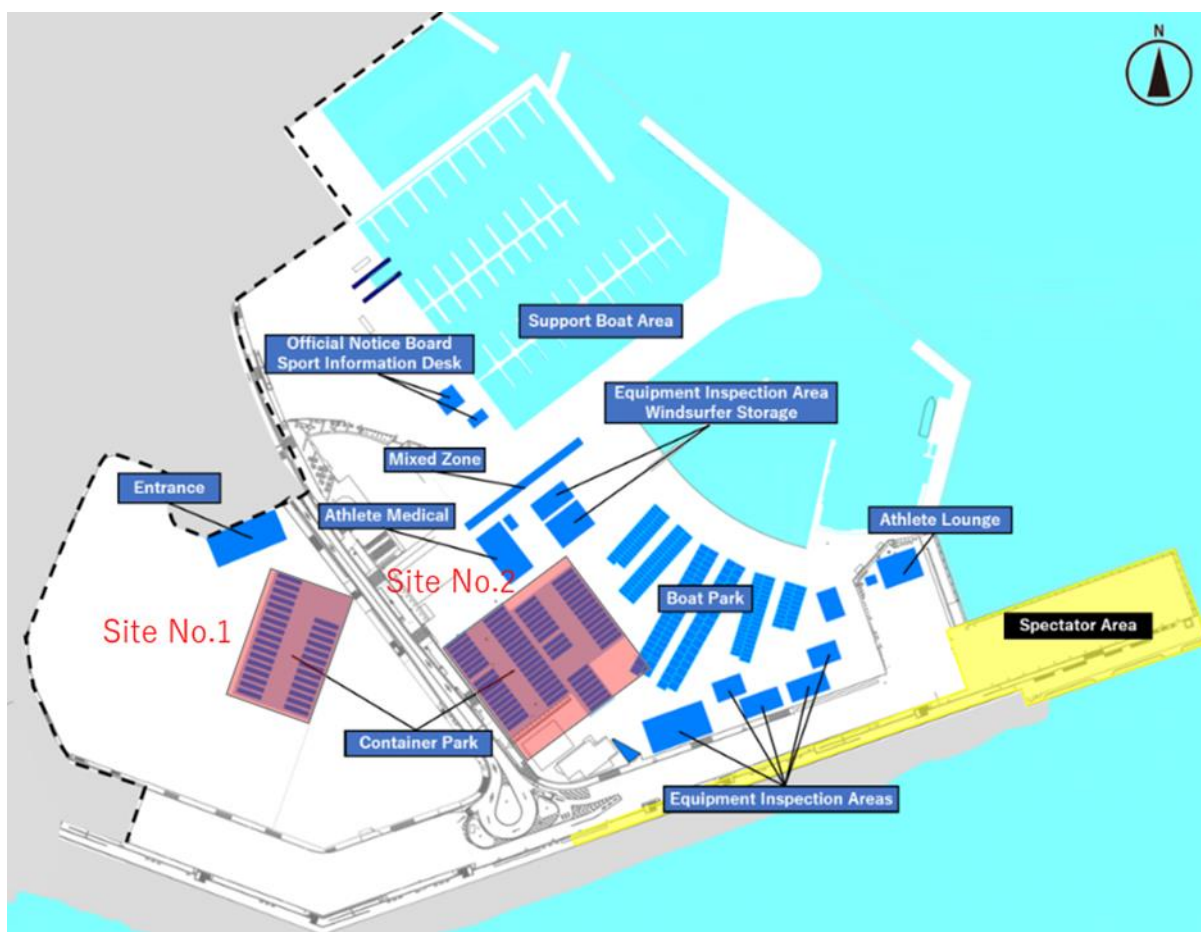 N
Support Boat Area
Official Notice Board
Sport Information Desk
Equipment Inspection Area
Windsurfer Storage
Mixed Zone
Entrance
Athlete Medical
Athlete Lounge
Site No.2
Boat Park
Site No.1
Spectator Area
Container Park
Equipment Inspection Areas